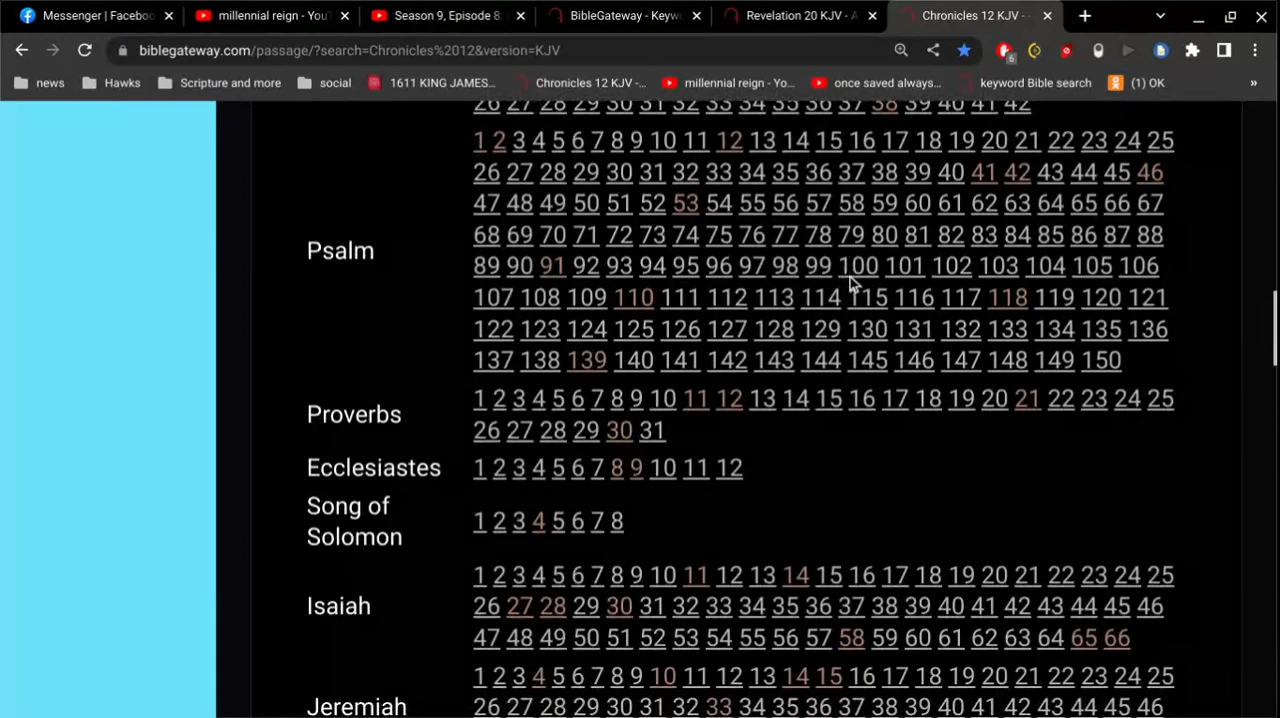 Messenger | Faceboo
millennial reign - YouT
Season 9, Episode 8:
BibleGateway - Keyw
Revelation 20 KJV - A
Chronicles 12 KJV -
biblegateway.com/passage/?search=Chronicles%2012&version=KJV
6
news
Hawks
Scripture and more
social
1611 KING JAMES...
Chronicles 12 KJV -...
millennial reign - Yo...
once saved always...
keyword Bible search
(1) OK
»
26 27 28 29 30 31 32 33 34 35 36 37 38 39 40 41 42
Psalm
1 2 3 4 5 6 7 8 9 10 11 12 13 14 15 16 17 18 19 20 21 22 23 24 25
26 27 28 29 30 31 32 33 34 35 36 37 38 39 40 41 42 43 44 45 46
47 48 49 50 51 52 53 54 55 56 57 58 59 60 61 62 63 64 65 66 67
68 69 70 71 72 73 74 75 76 77 78 79 80 81 82 83 84 85 86 87 88
89 90 91 92 93 94 95 96 97 98 99 100 101 102 103 104 105 106
107 108 109 110 111 112 113 114 115 116 117 118 119 120 121
122 123 124 125 126 127 128 129 130 131 132 133 134 135 136
137 138 139 140 141 142 143 144 145 146 147 148 149 150
Proverbs
1 2 3 4 5 6 7 8 9 10 11 12 13 14 15 16 17 18 19 20 21 22 23 24 25
26 27 28 29 30 31
Ecclesiastes
1 2 3 4 5 6 7 8 9 10 11 12
Song of
Solomon
1 2 3 4 5 6 7 8
Isaiah
1 2 3 4 5 6 7 8 9 10 11 12 13 14 15 16 17 18 19 20 21 22 23 24 25
26 27 28 29 30 31 32 33 34 35 36 37 38 39 40 41 42 43 44 45 46
47 48 49 50 51 52 53 54 55 56 57 58 59 60 61 62 63 64 65 66
Jeremiah
1 2 3 4 5 6 7 8 9 10 11 12 13 14 15 16 17 18 19 20 21 22 23 24 25
26 27 28 29 30 31 32 33 34 35 36 37 38 39 40 41 42 43 44 45 46